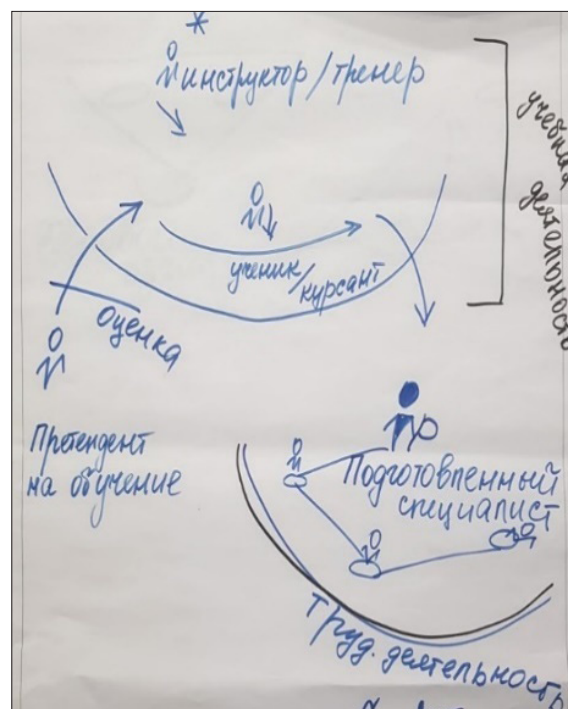 *
инструктор/тренер
учебная
деятельность
ученик/
курсант
оценка
Претендент
на обучение
Подготовленный
специалист
труд. деятельность